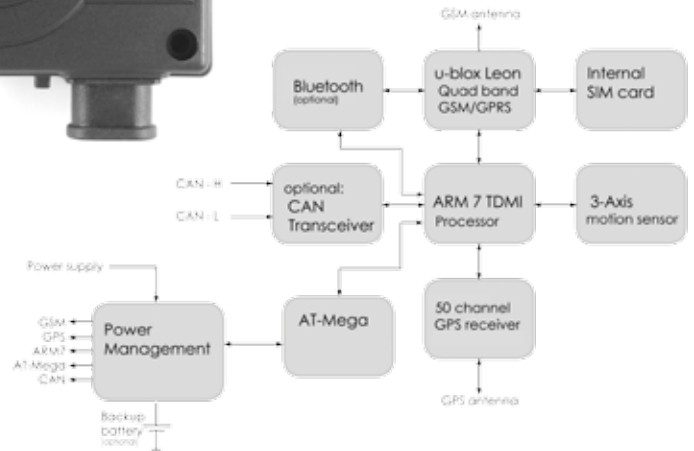 GSM antenna
Bluetooth
(optional)
u-blox Leon
Quad band
GSM/GPRS
Internal
SIM card
CAN - H
CAN - L
optional:
CAN
Transceiver
ARM 7 TDMI
Processor
3-Axis
motion sensor
Power supply
GSM
GPS
ARM7
AT-Mega
CAN
Power
Management
AT-Mega
50 channel
GPS receiver
GPS antenna
Backup
battery
(optional)